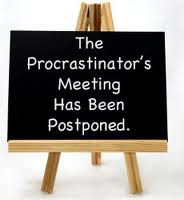 The
Procrastinator's
Meeting
Has Been
Postponed.